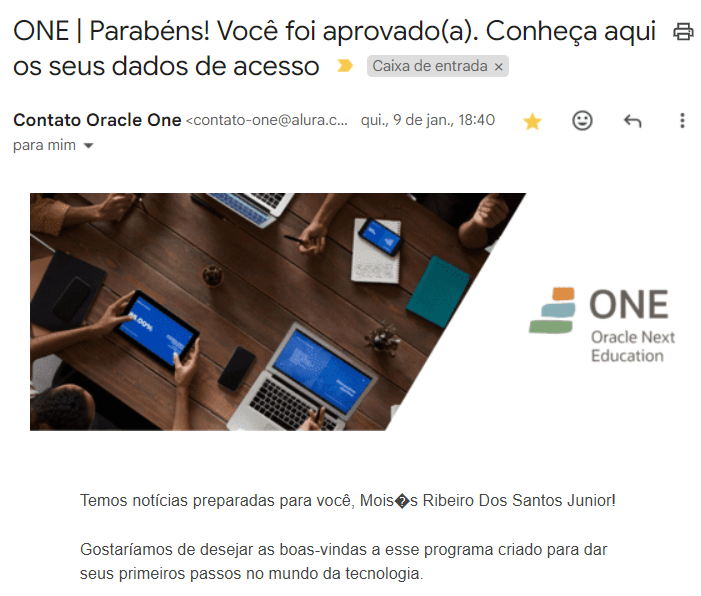 ONE | Parabéns! Você foi aprovado(a). Conheça aqui
os seus dados de acesso
Caixa de entrada ×
Contato Oracle One <contato-one@alura.c... qui., 9 de jan., 18:40
para mim
ONE
Oracle Next
Education
Temos notícias preparadas para você, Mois�s Ribeiro Dos Santos Junior!
Gostaríamos de desejar as boas-vindas a esse programa criado para dar
seus primeiros passos no mundo da tecnologia.